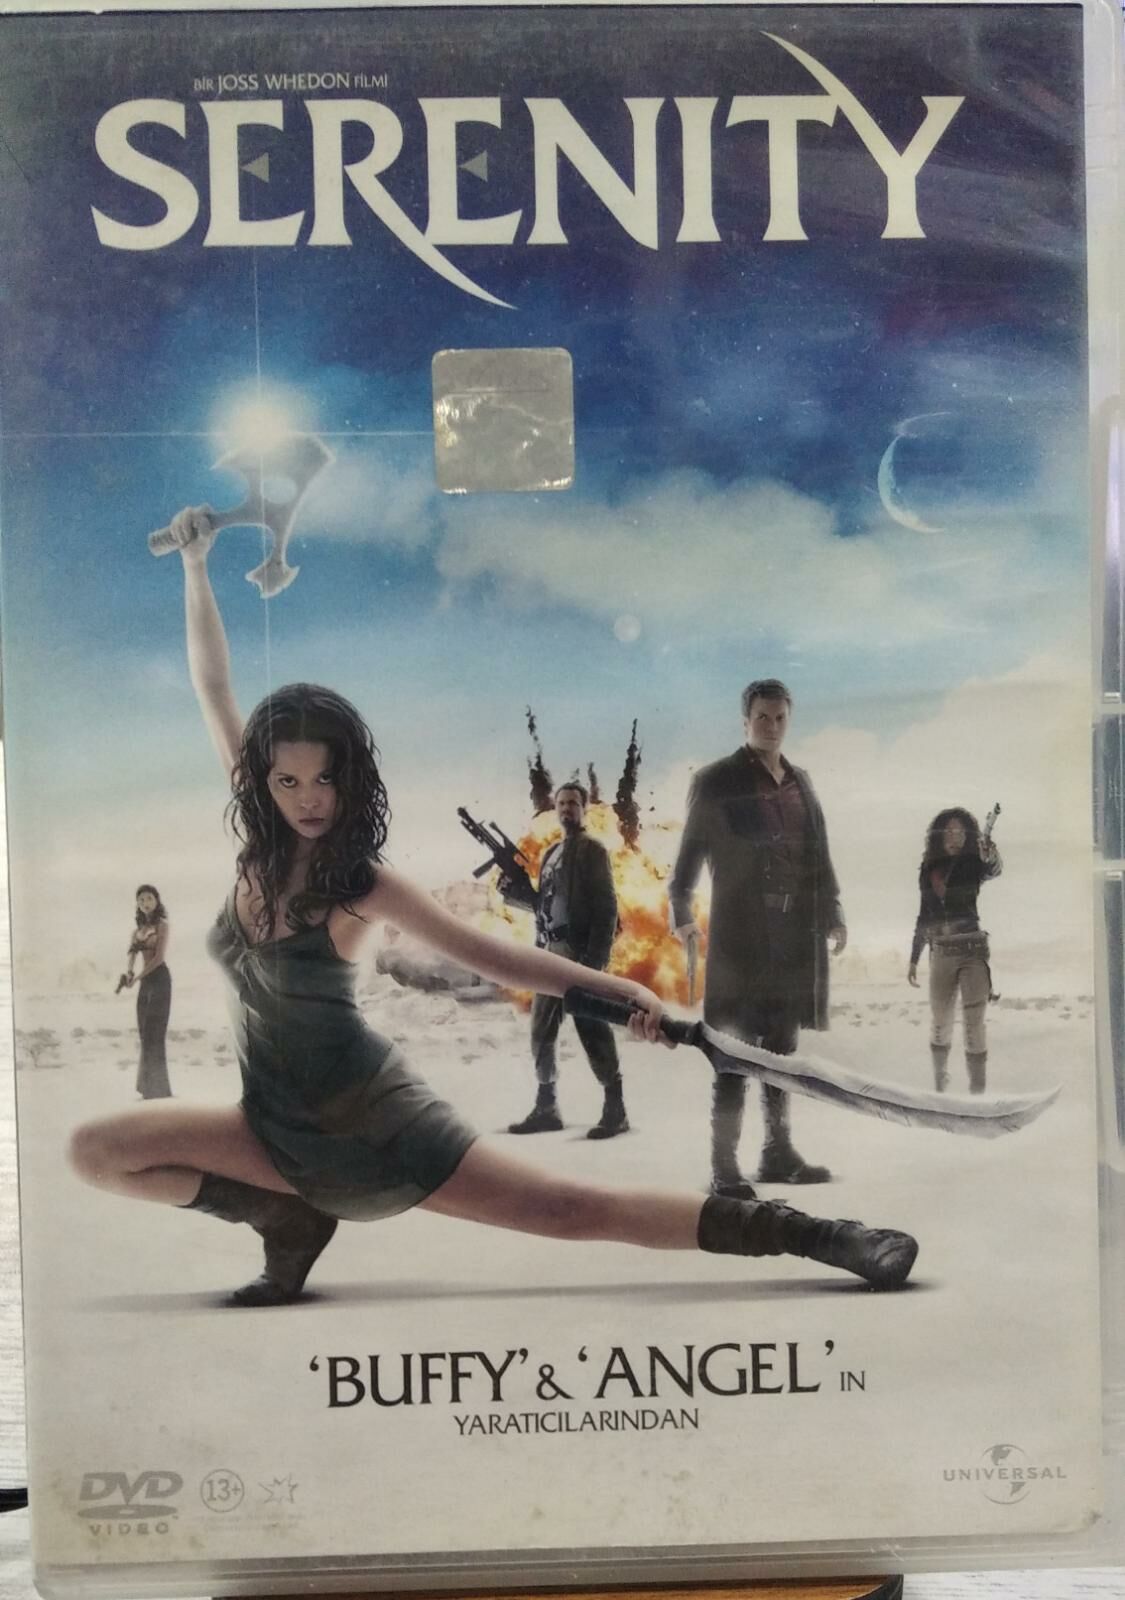 BİR JOSS WHEDON FİLMİ
SERENITY
'BUFFY' & 'ANGEL' IN
YARATICILARINDAN
DVD
VIDEO
13+
UNIVERSAL